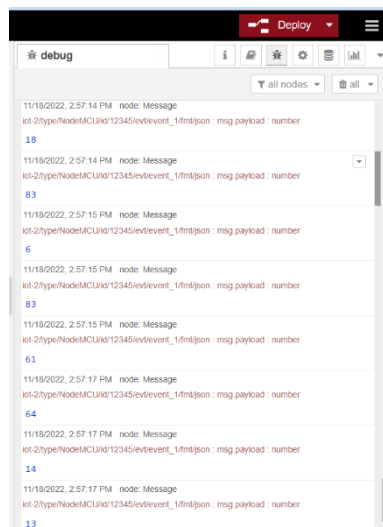 Deploy
debug
i
all nodes
all
11/18/2022, 2:57:14 PM node: Message
iot-2/type/NodeMCU/id/12345/evt/event_1/fmt/json : msg.payload : number
18
11/18/2022, 2:57:14 PM node: Message
iot-2/type/NodeMCU/id/12345/evt/event_1/fmt/json : msg.payload : number
83
11/18/2022, 2:57:15 PM node: Message
iot-2/type/NodeMCU/id/12345/evt/event_1/fmt/json : msg.payload : number
6
11/18/2022, 2:57:15 PM node: Message
iot-2/type/NodeMCU/id/12345/evt/event_1/fmt/json : msg.payload : number
83
11/18/2022, 2:57:15 PM node: Message
iot-2/type/NodeMCU/id/12345/evt/event_1/fmt/json : msg.payload : number
61
11/18/2022, 2:57:17 PM node: Message
iot-2/type/NodeMCU/id/12345/evt/event_1/fmt/json : msg.payload : number
64
11/18/2022, 2:57:17 PM node: Message
iot-2/type/NodeMCU/id/12345/evt/event_1/fmt/json : msg.payload : number
14
11/18/2022, 2:57:17 PM node: Message
iot-2/type/NodeMCU/id/12345/evt/event_1/fmt/json : msg.payload : number
13